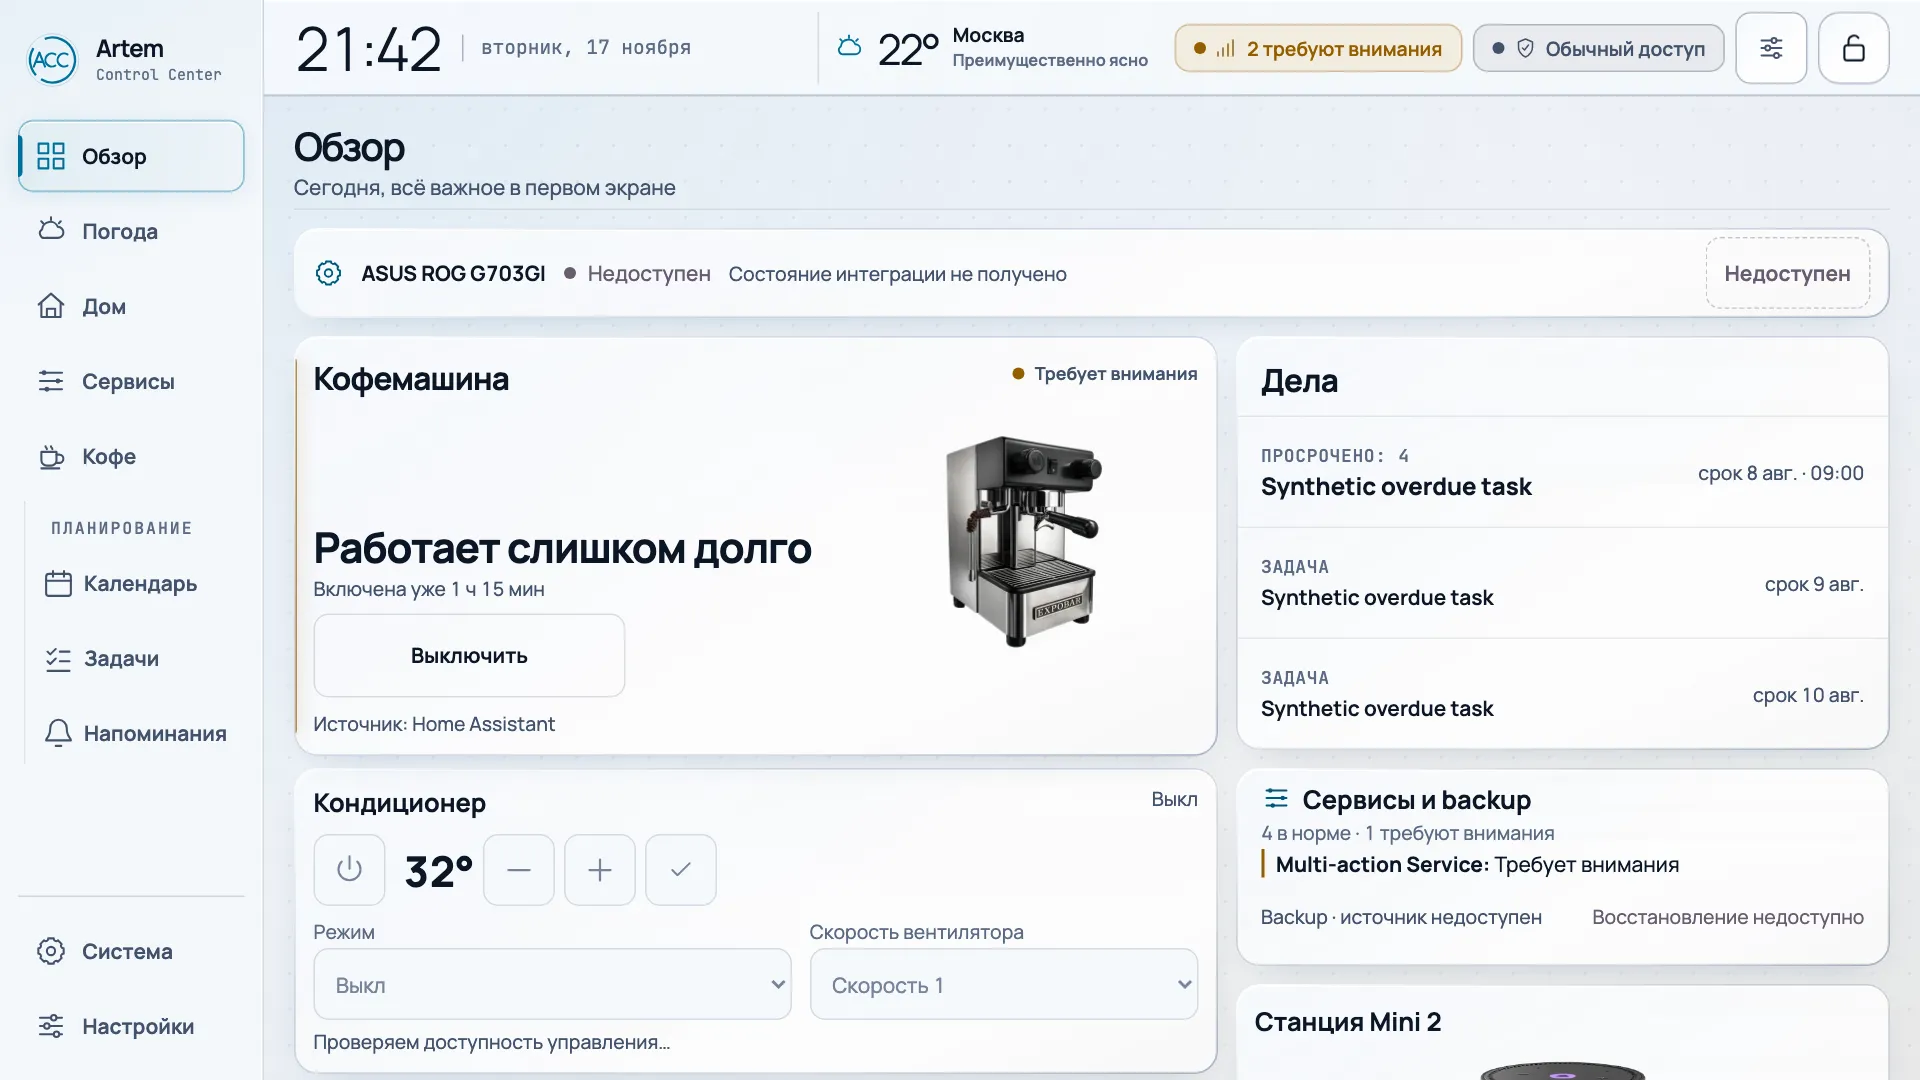 ACC
Artem
Control Center
Обзор
Погода
Дом
Сервисы
Кофе
ПЛАНИРОВАНИЕ
Календарь
Задачи
Напоминания
Система
Настройки
21:42
вторник, 17 ноября
22°
Москва
Преимущественно ясно
2 требуют внимания
Обычный доступ
Обзор
Сегодня, всё важное в первом экране
ASUS ROG G703GI
Недоступен
Состояние интеграции не получено
Недоступен
Кофемашина
Требует внимания
Работает слишком долго
Включена уже 1 ч 15 мин
EXPOBAR
Выключить
Источник: Home Assistant
Дела
ПРОСРОЧЕНО: 4
Synthetic overdue task
срок 8 авг. · 09:00
ЗАДАЧА
Synthetic overdue task
срок 9 авг.
ЗАДАЧА
Synthetic overdue task
срок 10 авг.
Кондиционер
Выкл
32°
Режим
Выкл
Скорость вентилятора
Скорость 1
Проверяем доступность управления…
Сервисы и backup
4 в норме · 1 требуют внимания
Multi-action Service: Требует внимания
Backup · источник недоступен
Восстановление недоступно
Станция Mini 2